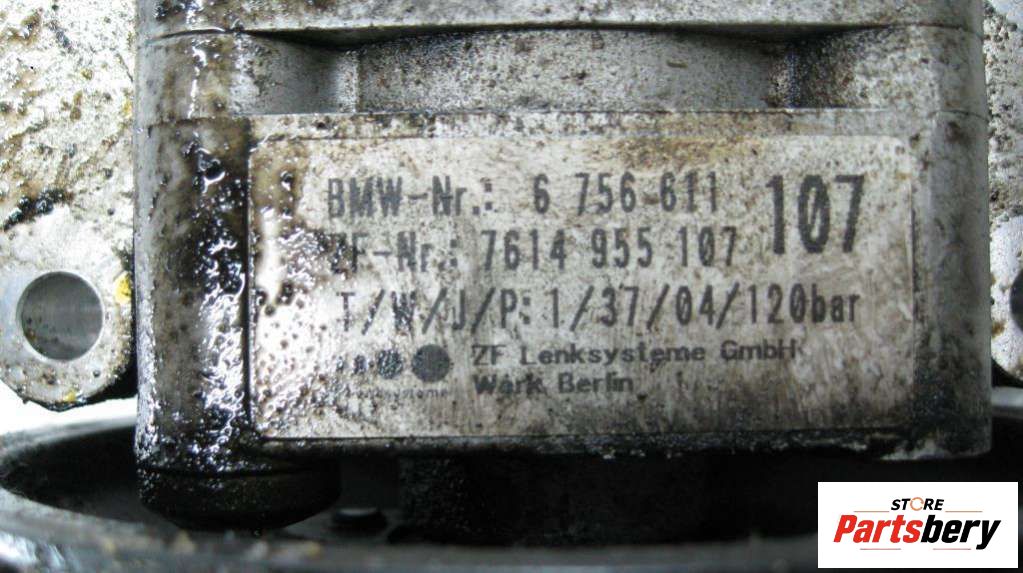 BMW-Nr.: 6 756 611
107
ZF-Nr.: 7614 955 107
T/W/J/P: 1/37/04/120bar
ZF Lenksysteme GmbH
Werk Berlin
STORE
Partsbery